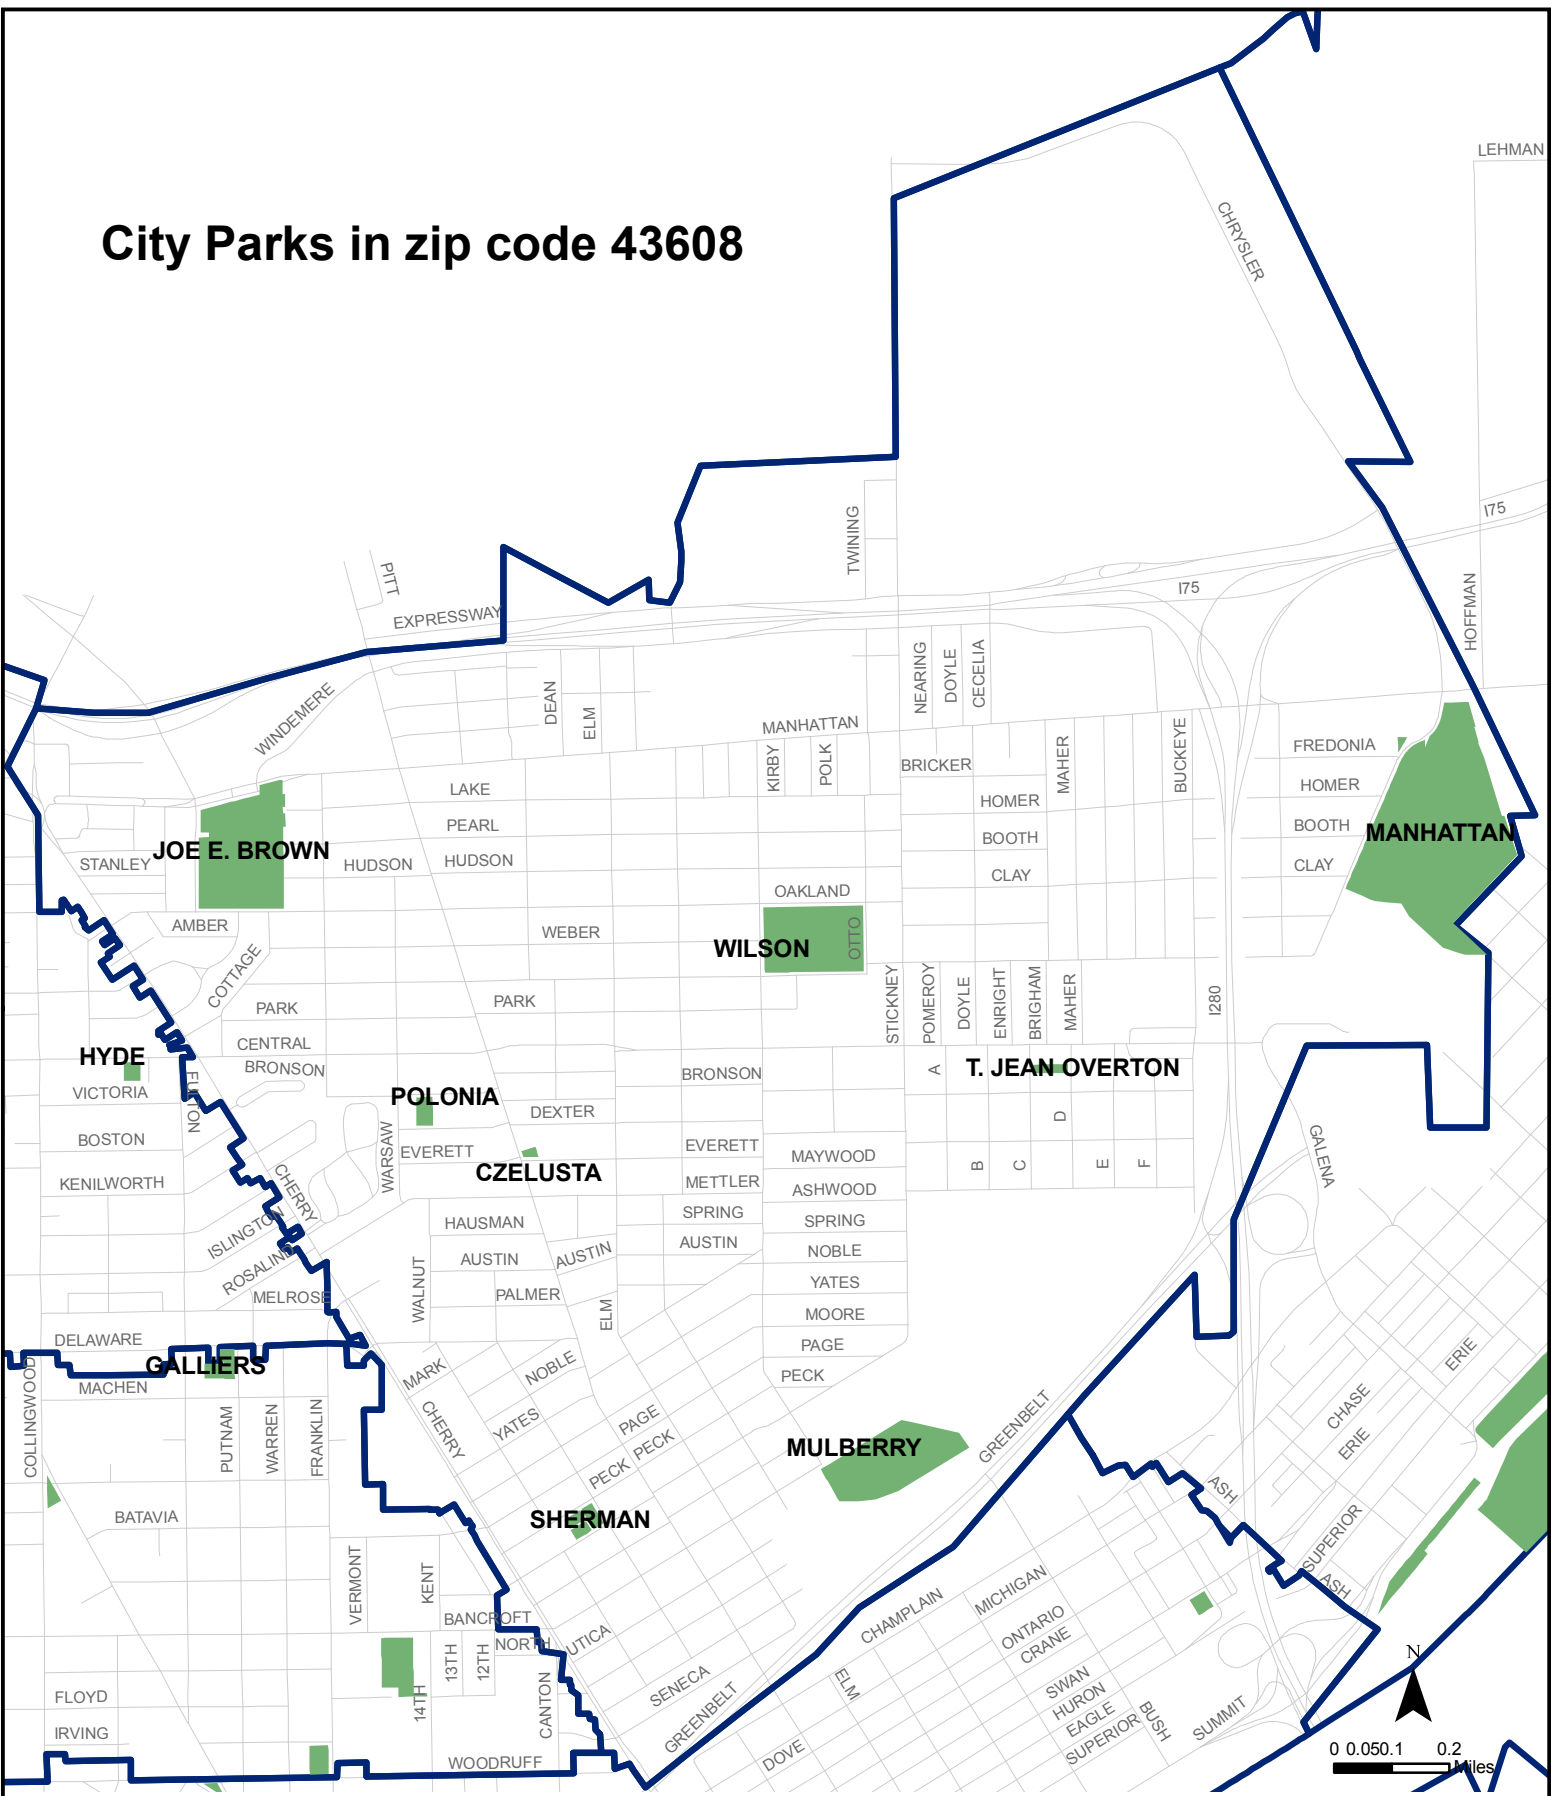 LEHMAN
CHRYSLER
City Parks in zip code 43608
I75
TWINING
PITT
I75
HOFFMAN
EXPRESSWAY
NEARING
DOYLE
CECELIA
DEAN
ELM
WINDEMERE
MANHATTAN
BUCKEYE
FREDONIA
KIRBY
POLK
BRICKER
MAHER
LAKE
HOMER
HOMER
PEARL
BOOTH
BOOTH
MANHATTAN
STANLEY
JOE E. BROWN
HUDSON
HUDSON
CLAY
CLAY
OAKLAND
AMBER
WEBER
WILSON
OTTO
COTTAGE
PARK
PARK
STICKNEY
POMEROY
DOYLE
ENRIGHT
BRIGHAM
MAHER
I280
CENTRAL
HYDE
BRONSON
BRONSON
A
T. JEAN OVERTON
VICTORIA
FULTON
POLONIA
DEXTER
D
BOSTON
EVERETT
EVERETT
MAYWOOD
GALENA
WARSAW
CZELUSTA
B
C
E
F
KENILWORTH
CHERRY
METTLER
ASHWOOD
HAUSMAN
SPRING
SPRING
ISLINGTON
AUSTIN
AUSTIN
AUSTIN
NOBLE
ROSALIND
WALNUT
YATES
MELROSE
PALMER
ELM
MOORE
DELAWARE
PAGE
ERIE
GALLIERS
MARK
NOBLE
PECK
MACHEN
COLLINGWOOD
PUTNAM
WARREN
FRANKLIN
CHERRY
YATES
PAGE
GREENBELT
CHASE
PECK
PECK
MULBERRY
ERIE
ASH
BATAVIA
SHERMAN
SUPERIOR
VERMONT
KENT
ASH
MICHIGAN
CHAMPLAIN
BANCROFT
NORTH
UTICA
ONTARIO
CRANE
13TH
12TH
N
FLOYD
14TH
CANTON
SENECA
ELM
SWAN
HURON
EAGLE
SUPERIOR
BUSH
SUMMIT
IRVING
GREENBELT
DOVE
WOODRUFF
0 0.05 0.1 0.2
Miles